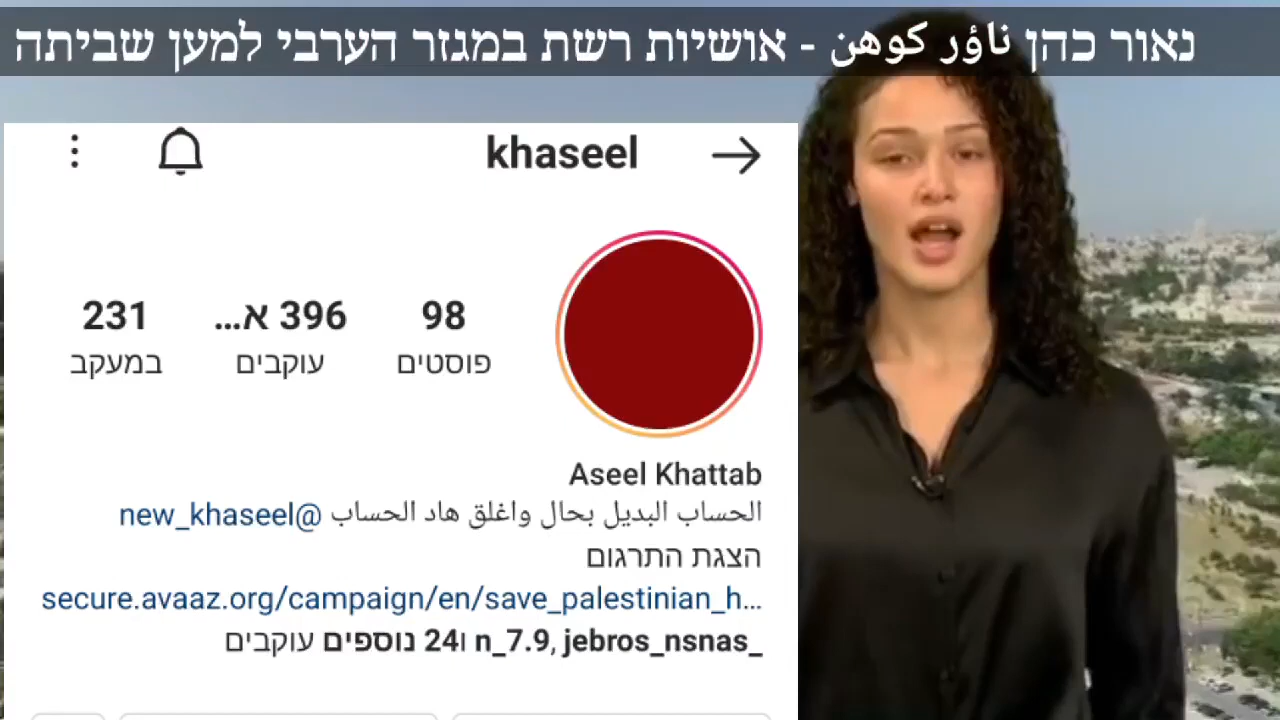 נאור כהן ناؤر كوهن - אושיות רשת במגזר הערבי למען שביתה
khaseel
98 396 א... 231
פוסטים עוקבים במעקב
Aseel Khattab
الحساب البديل بحال واغلق هاد الحساب @new_khaseel
הצגת התרגום
secure.avaaz.org/campaign/en/save_palestinian_h...
n_7.9, jebros_nsnas_ ו24 נוספים עוקבים